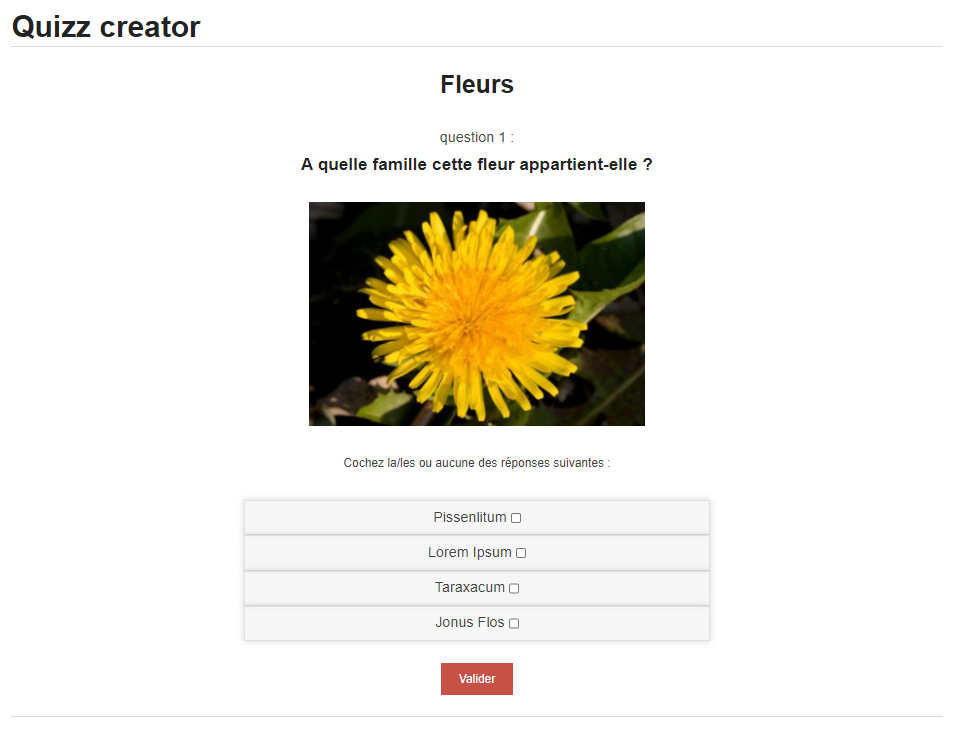 Quizz creator
Fleurs
question 1 :
A quelle famille cette fleur appartient-elle ?
Cochez la/les ou aucune des réponses suivantes :
Pissenlitum
Lorem Ipsum
Taraxacum
Jonus Flos
Valider